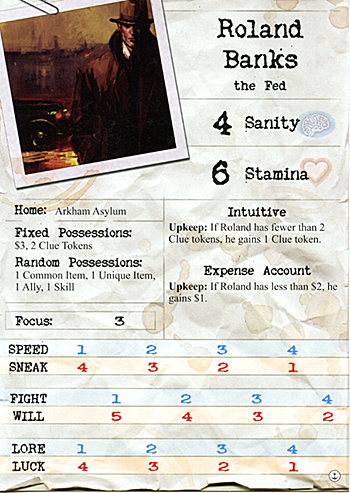 Roland
Banks
the Fed
4 Sanity
6 Stamina
Home: Arkham Asylum
Fixed Possessions:
$3, 2 Clue Tokens
Random Possessions:
1 Common Item, 1 Unique Item,
1 Ally, 1 Skill
Focus: 3
Intuitive
Upkeep: If Roland has fewer than 2
Clue tokens, he gains 1 Clue token.
Expense Account
Upkeep: If Roland has less than $2, he
gains $1.
SPEED 1 2 3 4
SNEAK 4 3 2 1
FIGHT 1 2 3 4
WILL 5 4 3 2
LORE 1 2 3 4
LUCK 4 3 2 1